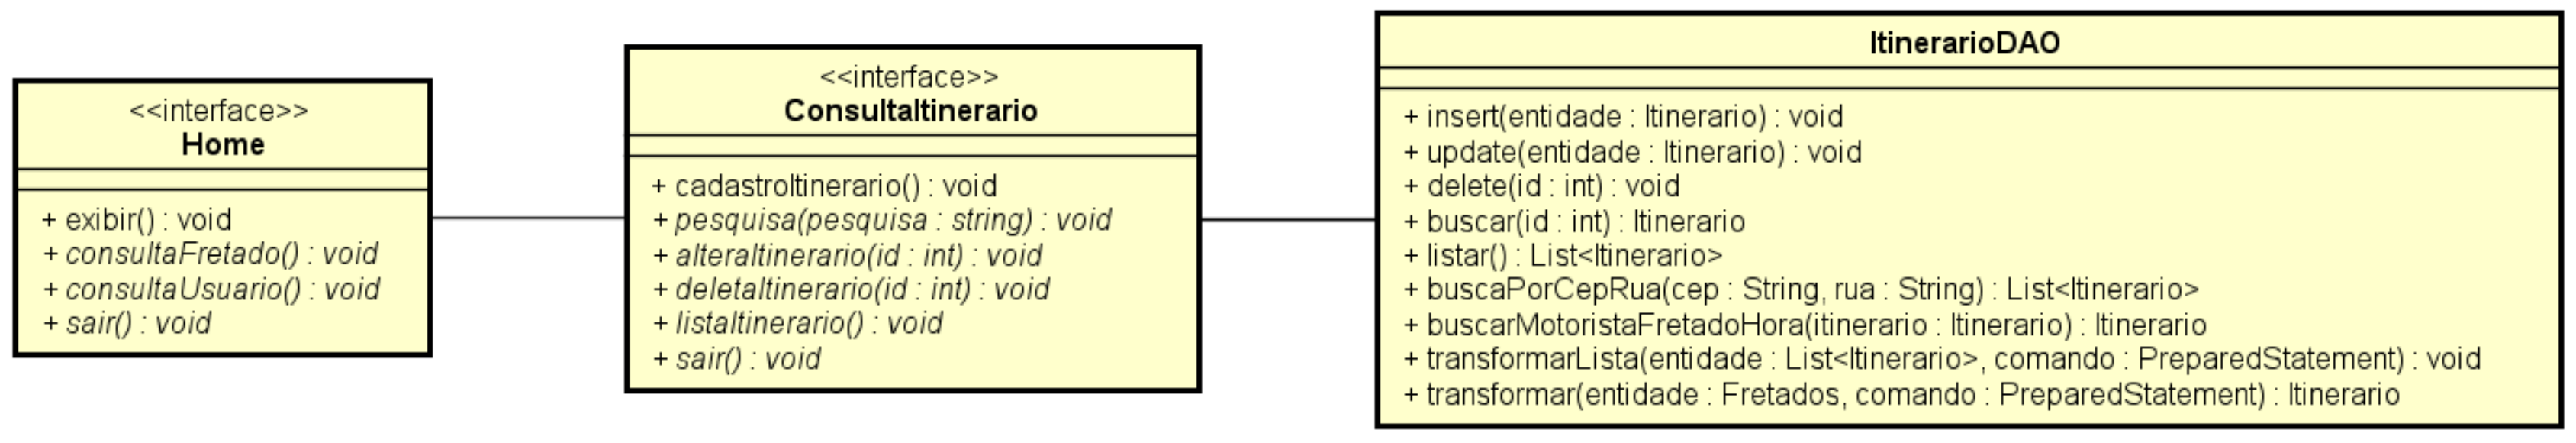 <<interface>>
Home
+ exibir() : void
+ consultaFretado() : void
+ consultaUsuario() : void
+ sair() : void
<<interface>>
ConsultaItinerario
+ cadastroItinerario() : void
+ pesquisa(pesquisa : string) : void
+ alteraItinerario(id : int) : void
+ deletaItinerario(id : int) : void
+ listaItinerario() : void
+ sair() : void
ItinerarioDAO
+ insert(entidade : Itinerario) : void
+ update(entidade : Itinerario) : void
+ delete(id : int) : void
+ buscar(id : int) : Itinerario
+ listar() : List<Itinerario>
+ buscaPorCepRua(cep : String, rua : String) : List<Itinerario>
+ buscarMotoristaFretadoHora(itinerario : Itinerario) : Itinerario
+ transformarLista(entidade : List<Itinerario>, comando : PreparedStatement) : void
+ transformar(entidade : Fretados, comando : PreparedStatement) : Itinerario